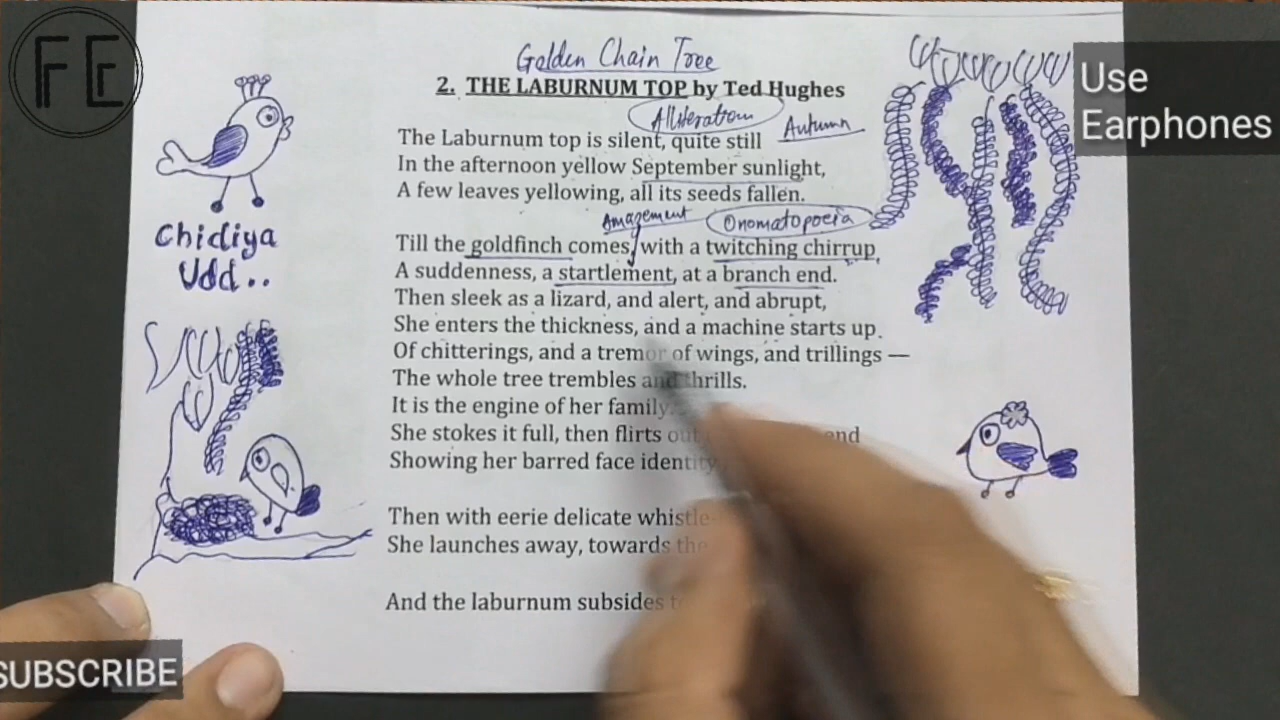 FE
Use
Earphones
Golden Chain Tree
2. THE LABURNUM TOP by Ted Hughes
Alliteration
Autumn
The Laburnum top is silent, quite still
In the afternoon yellow September sunlight,
A few leaves yellowing, all its seeds fallen.
Amazement
Onomatopoeia
Till the goldfinch comes, with a twitching chirrup,
A suddenness, a startlement, at a branch end.
Then sleek as a lizard, and alert, and abrupt,
She enters the thickness, and a machine starts up.
Of chitterings, and a tremor of wings, and trillings —
The whole tree trembles and thrills.
It is the engine of her family.
She stokes it full, then flirts out end
Showing her barred face identity
Then with eerie delicate whistle-
She launches away, towards the
And the laburnum subsides
Chidiya
Udd..
SUBSCRIBE